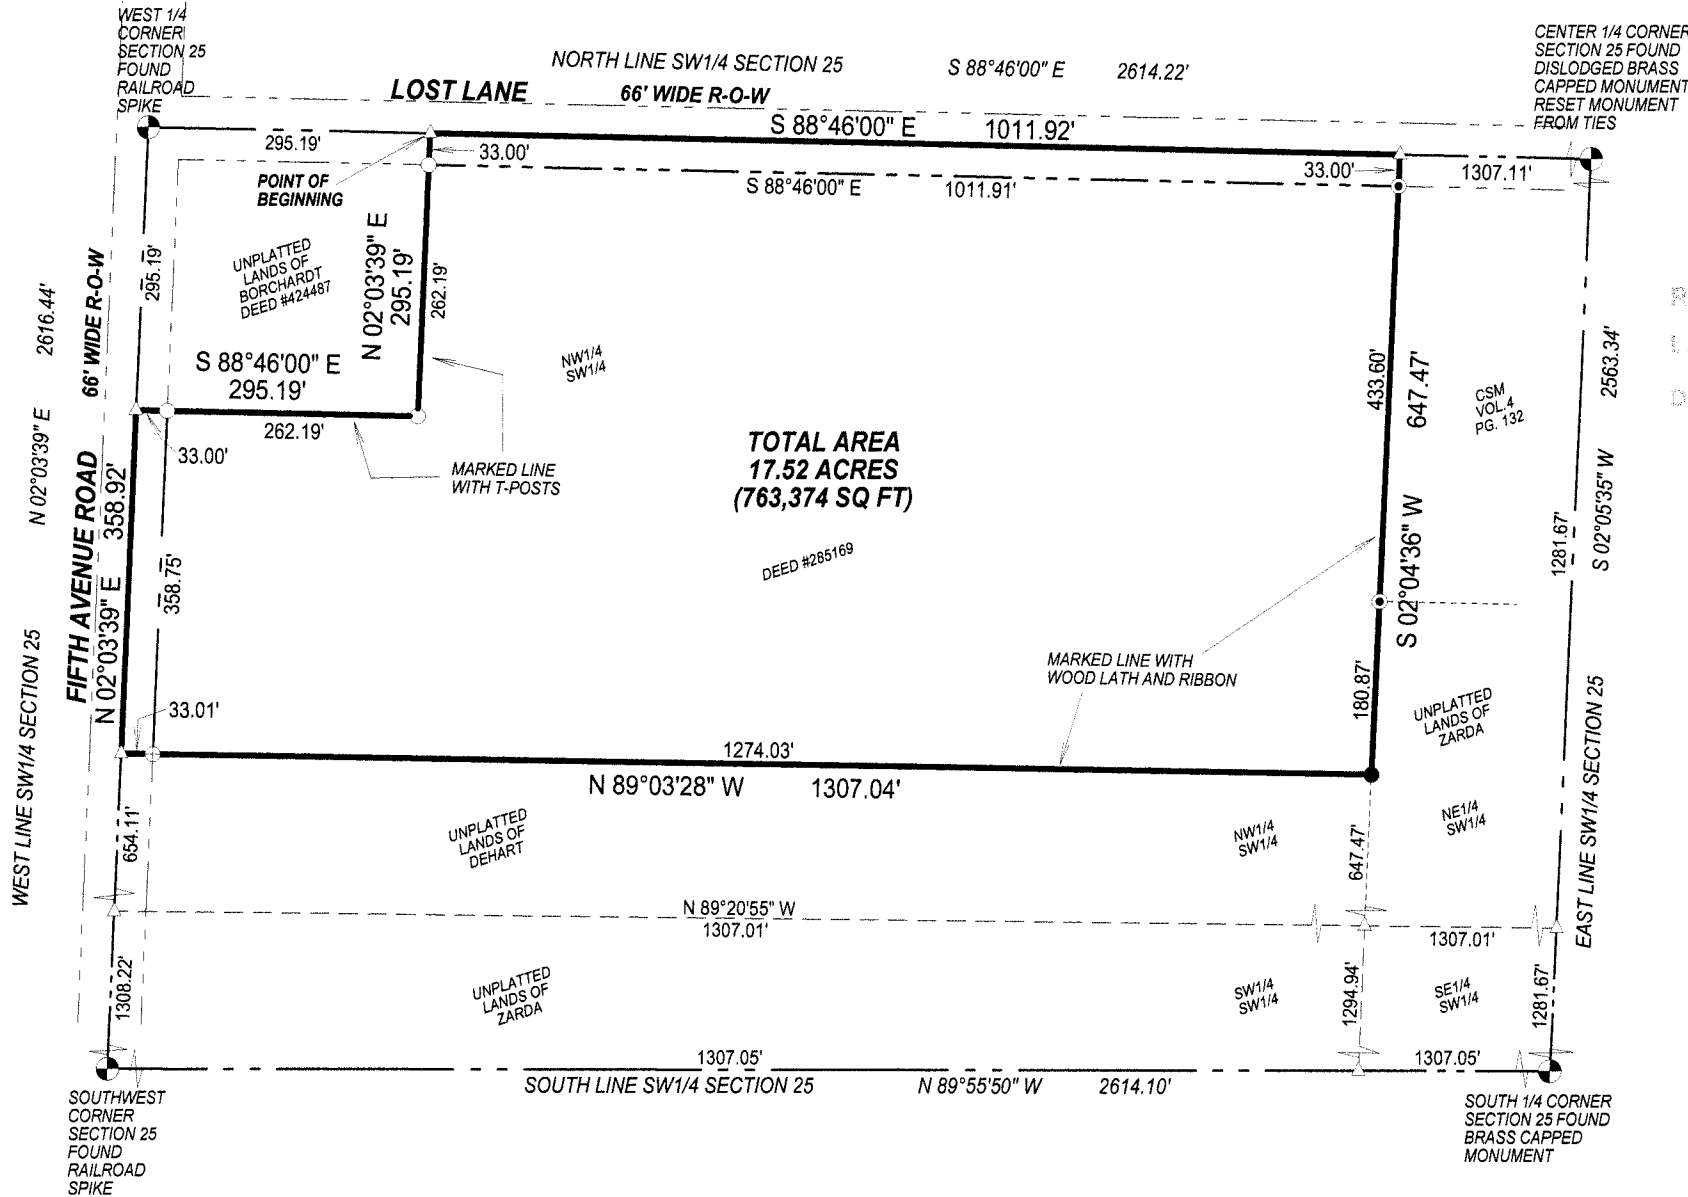 WEST 1/4
CORNER
SECTION 25
FOUND
RAILROAD
SPIKE
NORTH LINE SW1/4 SECTION 25 S 88°46'00" E 2614.22'
CENTER 1/4 CORNER
SECTION 25 FOUND
DISLODGED BRASS
CAPPED MONUMENT
RESET MONUMENT
FROM TIES
LOST LANE 66' WIDE R-O-W
S 88°46'00" E 1011.92'
295.19'
33.00'
33.00'
1307.11'
POINT OF
BEGINNING
S 88°46'00" E 1011.91'
UNPLATTED
LANDS OF
BORCHARDT
DEED #424487
295.19'
N 02°03'39" E
295.19'
262.19'
66' WIDE R-O-W
N 02°03'39" E 2616.44'
NW1/4
SW1/4
S 88°46'00" E
295.19'
262.19'
33.00'
MARKED LINE
WITH T-POSTS
TOTAL AREA
17.52 ACRES
(763,374 SQ FT)
DEED #285169
433.60'
647.47'
S 02°04'36" W
CSM
VOL.4
PG. 132
2563.34'
S 02°05'35" W
1281.67'
FIFTH AVENUE ROAD
N 02°03'39" E 358.92'
358.75'
33.01'
WEST LINE SW1/4 SECTION 25
MARKED LINE WITH
WOOD LATH AND RIBBON
180.87'
UNPLATTED
LANDS OF
ZARDA
EAST LINE SW1/4 SECTION 25
1274.03'
N 89°03'28" W 1307.04'
654.11'
UNPLATTED
LANDS OF
DEHART
NW1/4
SW1/4
647.47'
NE1/4
SW1/4
N 89°20'55" W
1307.01'
1307.01'
1308.22'
UNPLATTED
LANDS OF
ZARDA
SW1/4
SW1/4
1294.94'
SE1/4
SW1/4
1281.67'
1307.05'
1307.05'
SOUTH LINE SW1/4 SECTION 25 N 89°55'50" W 2614.10'
SOUTHWEST
CORNER
SECTION 25
FOUND
RAILROAD
SPIKE
SOUTH 1/4 CORNER
SECTION 25 FOUND
BRASS CAPPED
MONUMENT